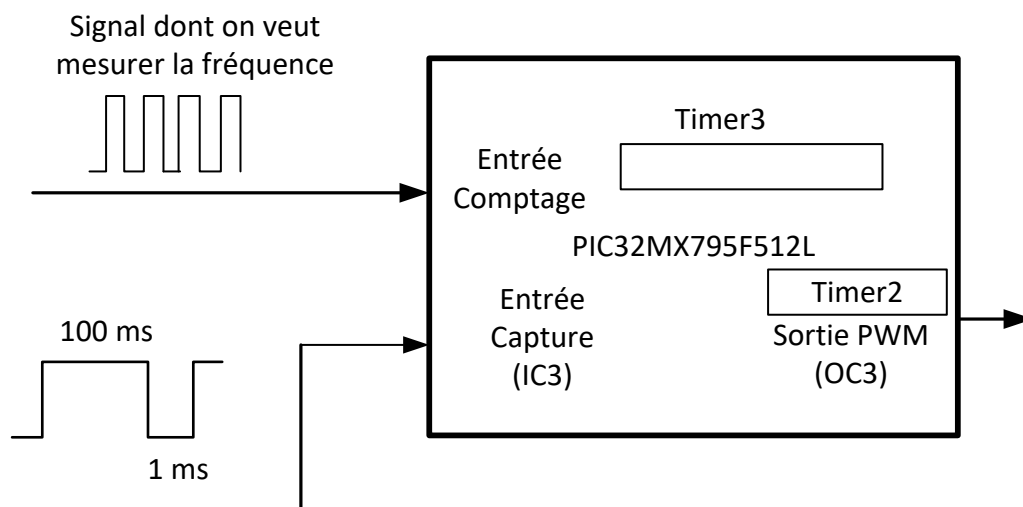 Signal dont on veut
mesurer la fréquence
Timer3
Entrée
Comptage
PIC32MX795F512L
Timer2
Entrée
Capture
(IC3)
Sortie PWM
(OC3)
100 ms
1 ms